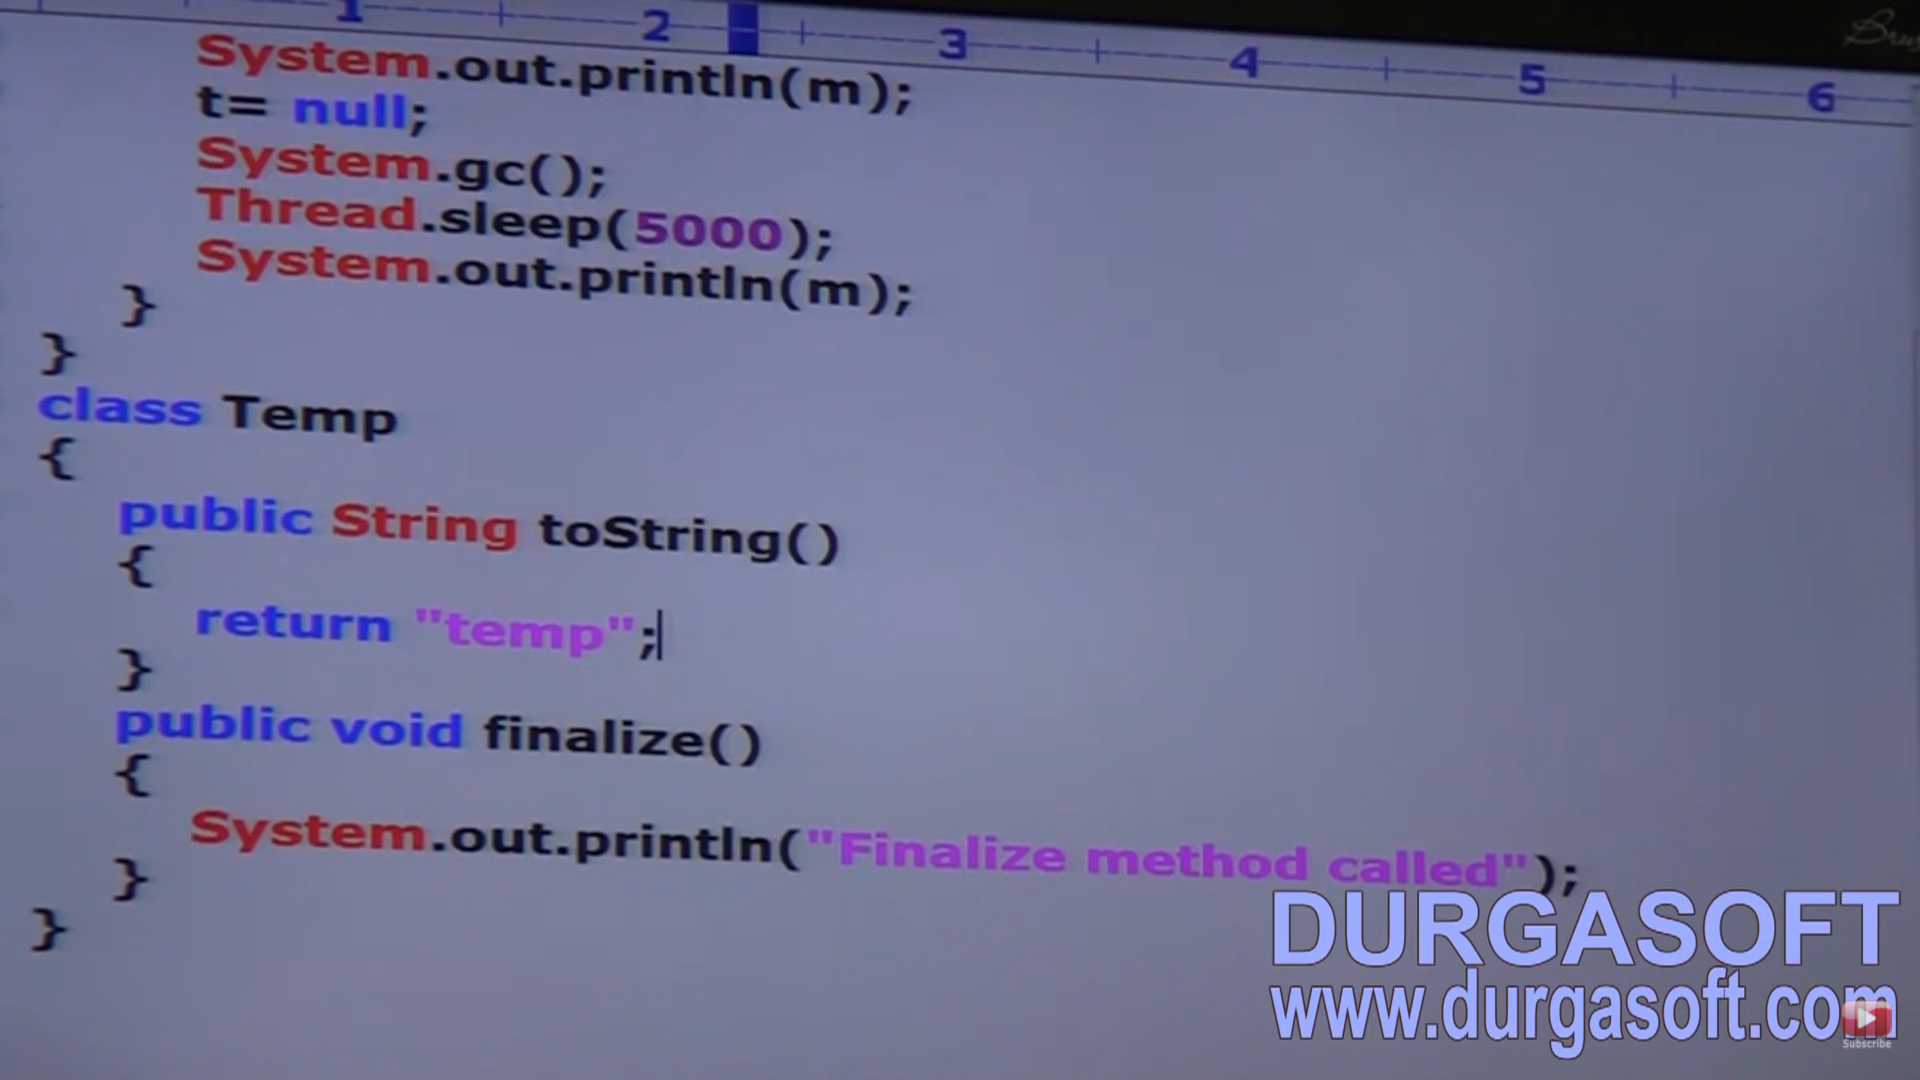 1 2 3 4 5 6
System.out.println(m);
t= null;
System.gc();
Thread.sleep(5000);
System.out.println(m);
}
}
class Temp
{
public String toString()
{
return "temp";
}
public void finalize()
{
System.out.println("Finalize method called");
}
}
DURGASOFT
www.durgasoft.com
Subscribe